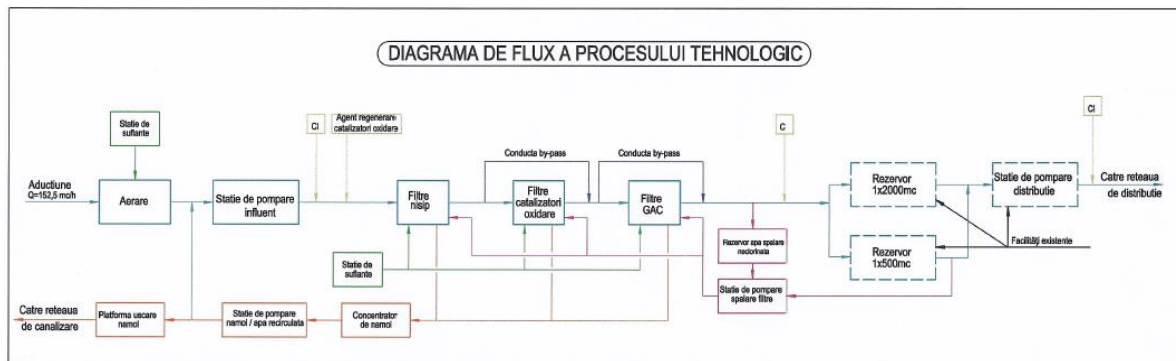 DIAGRAMA DE FLUX A PROCESULUI TEHNOLOGIC
Statie de
suflante
Cl
Agent regenerare
catalizatori oxidare
C
Cl
Conducta by-pass
Conducta by-pass
Aductiune
Q=152,5 mc/h
Aerare
Statie de pompare
influent
Filtre
nisip
Filtre
catalizatori
oxidare
Filtre
GAC
Rezervor
1x2000mc
Statie de pompare
distributie
Catre reteaua
de distributie
Rezervor apa spalare
neclorinata
Rezervor
1x500mc
Facilități existente
Statie de
suflante
Statie de pompare
spalare filtre
Catre reteaua
de canalizare
Platforma uscare
namol
Statie de pompare
namol / apa recirculata
Concentrator
de namol